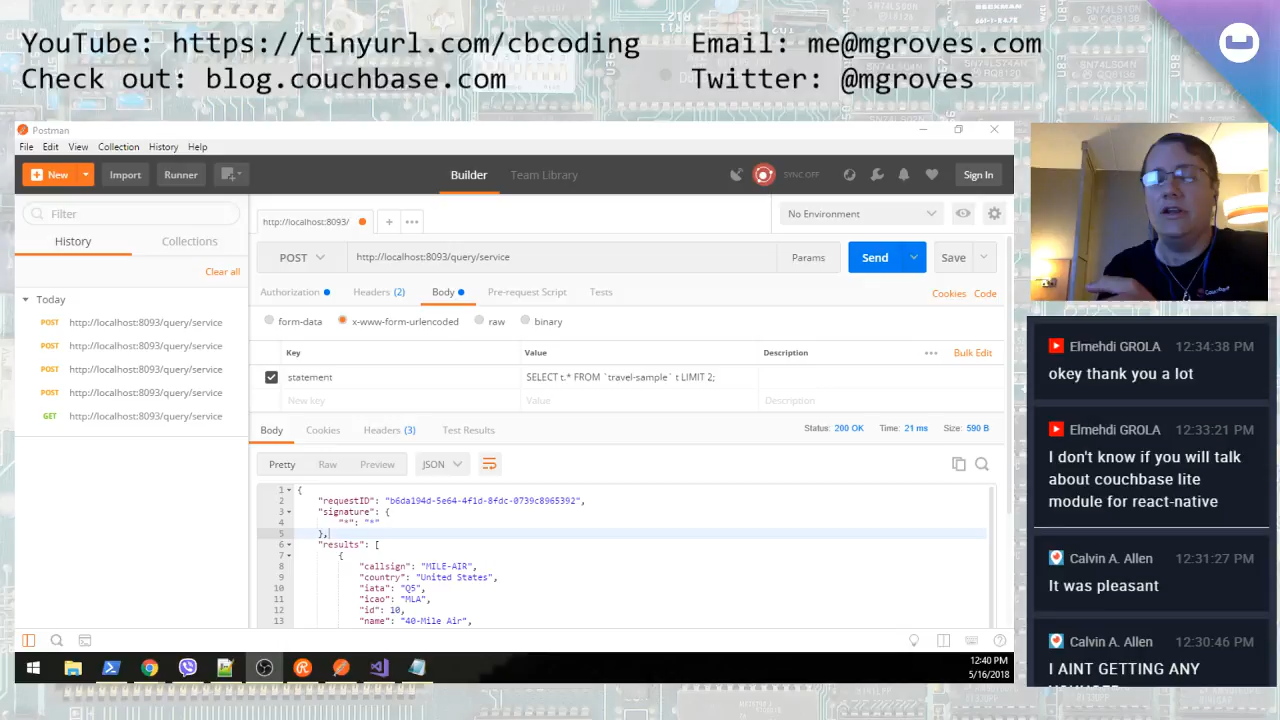 YouTube: https://tinyurl.com/cbcoding Email: me@mgroves.com
Check out: blog.couchbase.com Twitter: @mgroves
Postman
File Edit View Collection History Help
New Import Runner Builder Team Library SYNC OFF Sign In
Filter
History Collections
Clear all
Today
POST http://localhost:8093/query/service
POST http://localhost:8093/query/service
POST http://localhost:8093/query/service
POST http://localhost:8093/query/service
GET http://localhost:8093/query/service
http://localhost:8093/ + ••• No Environment
POST http://localhost:8093/query/service Params Send Save
Authorization Headers (2) Body Pre-request Script Tests Cookies Code
form-data x-www-form-urlencoded raw binary
Key Value Description ••• Bulk Edit
statement SELECT t.* FROM `travel-sample` t LIMIT 2;
New key Value Description
Body Cookies Headers (3) Test Results Status: 200 OK Time: 21 ms Size: 590 B
Pretty Raw Preview JSON
1 {
2 "requestID": "b6da194d-5e64-4f1d-8fdc-0739c8965392",
3 "signature": {
4 "*": "*"
5 },
6 "results": [
7 {
8 "callsign": "MILE-AIR",
9 "country": "United States",
10 "iata": "Q5",
11 "icao": "MLA",
12 "id": 10,
13 "name": "40-Mile Air",
12:40 PM
5/16/2018
Elmehdi GROLA 12:34:38 PM
okey thank you a lot
Elmehdi GROLA 12:33:21 PM
I don't know if you will talk
about couchbase lite
module for react-native
Calvin A. Allen 12:31:27 PM
It was pleasant
Calvin A. Allen 12:30:46 PM
I AINT GETTING ANY